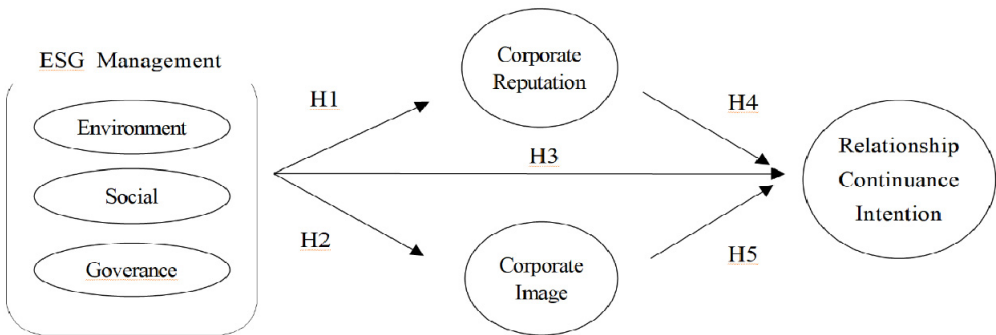 ESG Management
Environment
Social
Goverance
H1
H2
H3
H4
H5
Corporate
Reputation
Corporate
Image
Relationship
Continuance
Intention